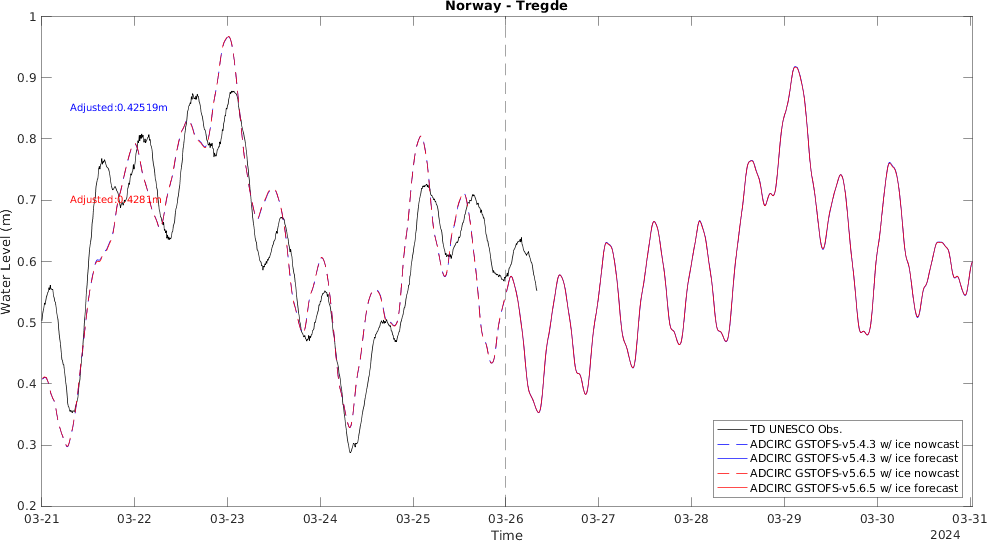 Norway - Tregde
1
0.9
0.8
0.7
0.6
0.5
0.4
0.3
0.2
Water Level (m)
Adjusted:0.42519m
Adjusted:0.4281m
TD UNESCO Obs.
ADCIRC GSTOFS-v5.4.3 w/ ice nowcast
ADCIRC GSTOFS-v5.4.3 w/ ice forecast
ADCIRC GSTOFS-v5.6.5 w/ ice nowcast
ADCIRC GSTOFS-v5.6.5 w/ ice forecast
03-21 03-22 03-23 03-24 03-25 03-26 03-27 03-28 03-29 03-30 03-31
Time
2024